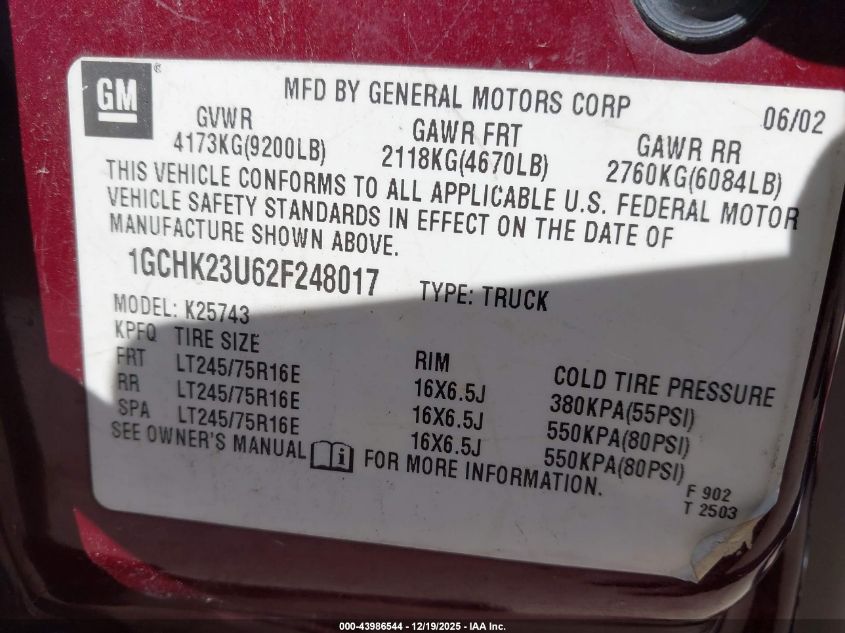 GM®
MFD BY GENERAL MOTORS CORP 06/02
GVWR GAWR FRT GAWR RR
4173KG(9200LB) 2118KG(4670LB) 2760KG(6084LB)
THIS VEHICLE CONFORMS TO ALL APPLICABLE U.S. FEDERAL MOTOR
VEHICLE SAFETY STANDARDS IN EFFECT ON THE DATE OF
MANUFACTURE SHOWN ABOVE.
1GCHK23U62F248017 TYPE: TRUCK
MODEL: K25743
KPFQ TIRE SIZE RIM COLD TIRE PRESSURE
FRT LT245/75R16E 16X6.5J 380KPA(55PSI)
RR LT245/75R16E 16X6.5J 550KPA(80PSI)
SPA LT245/75R16E 16X6.5J 550KPA(80PSI)
SEE OWNER'S MANUAL i FOR MORE INFORMATION.
F 902
T 2503
000-43986544 - 12/19/2025 - IAA Inc.